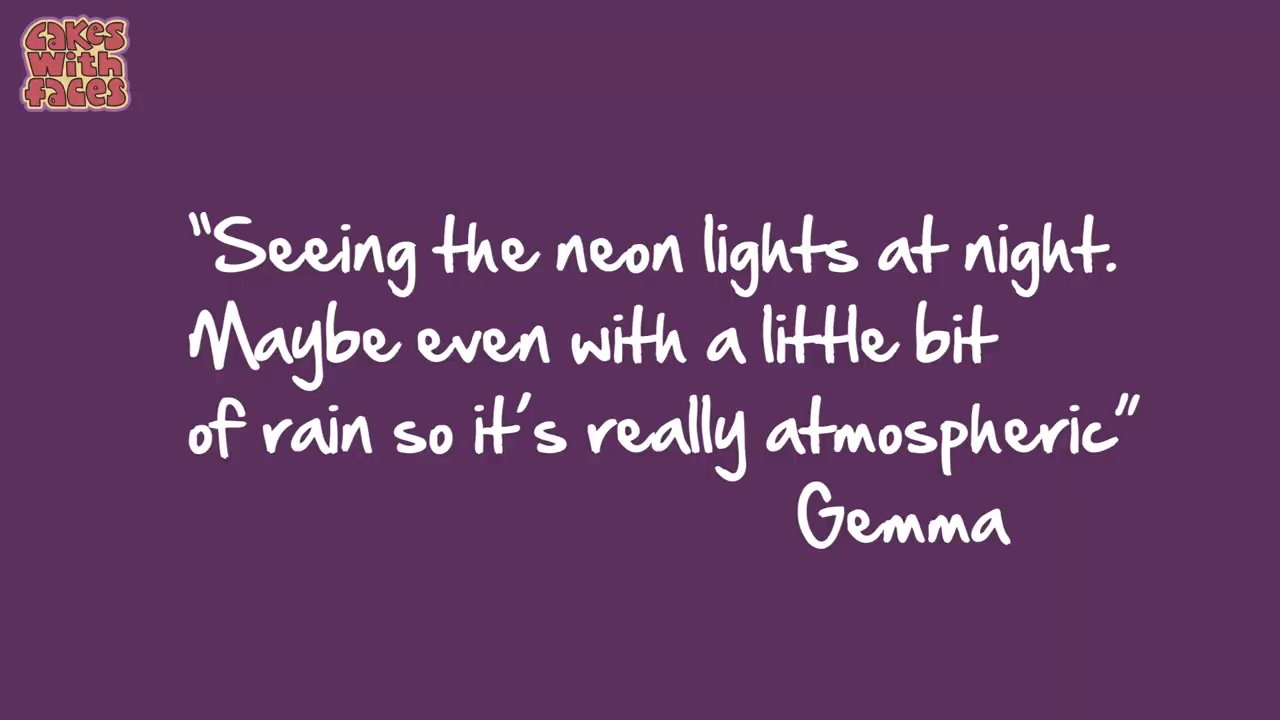 Cakes
With
faces
"Seeing the neon lights at night.
Maybe even with a little bit
of rain so it's really atmospheric"
Gemma